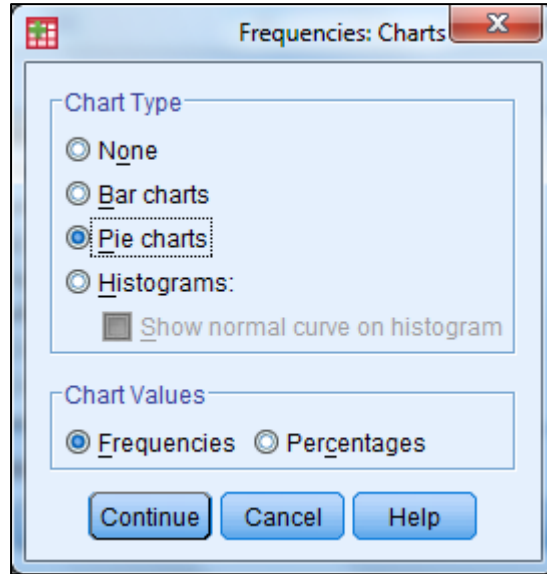 Frequencies: Charts
Chart Type
None
Bar charts
Pie charts
Histograms:
Show normal curve on histogram
Chart Values
Frequencies Percentages
Continue Cancel Help